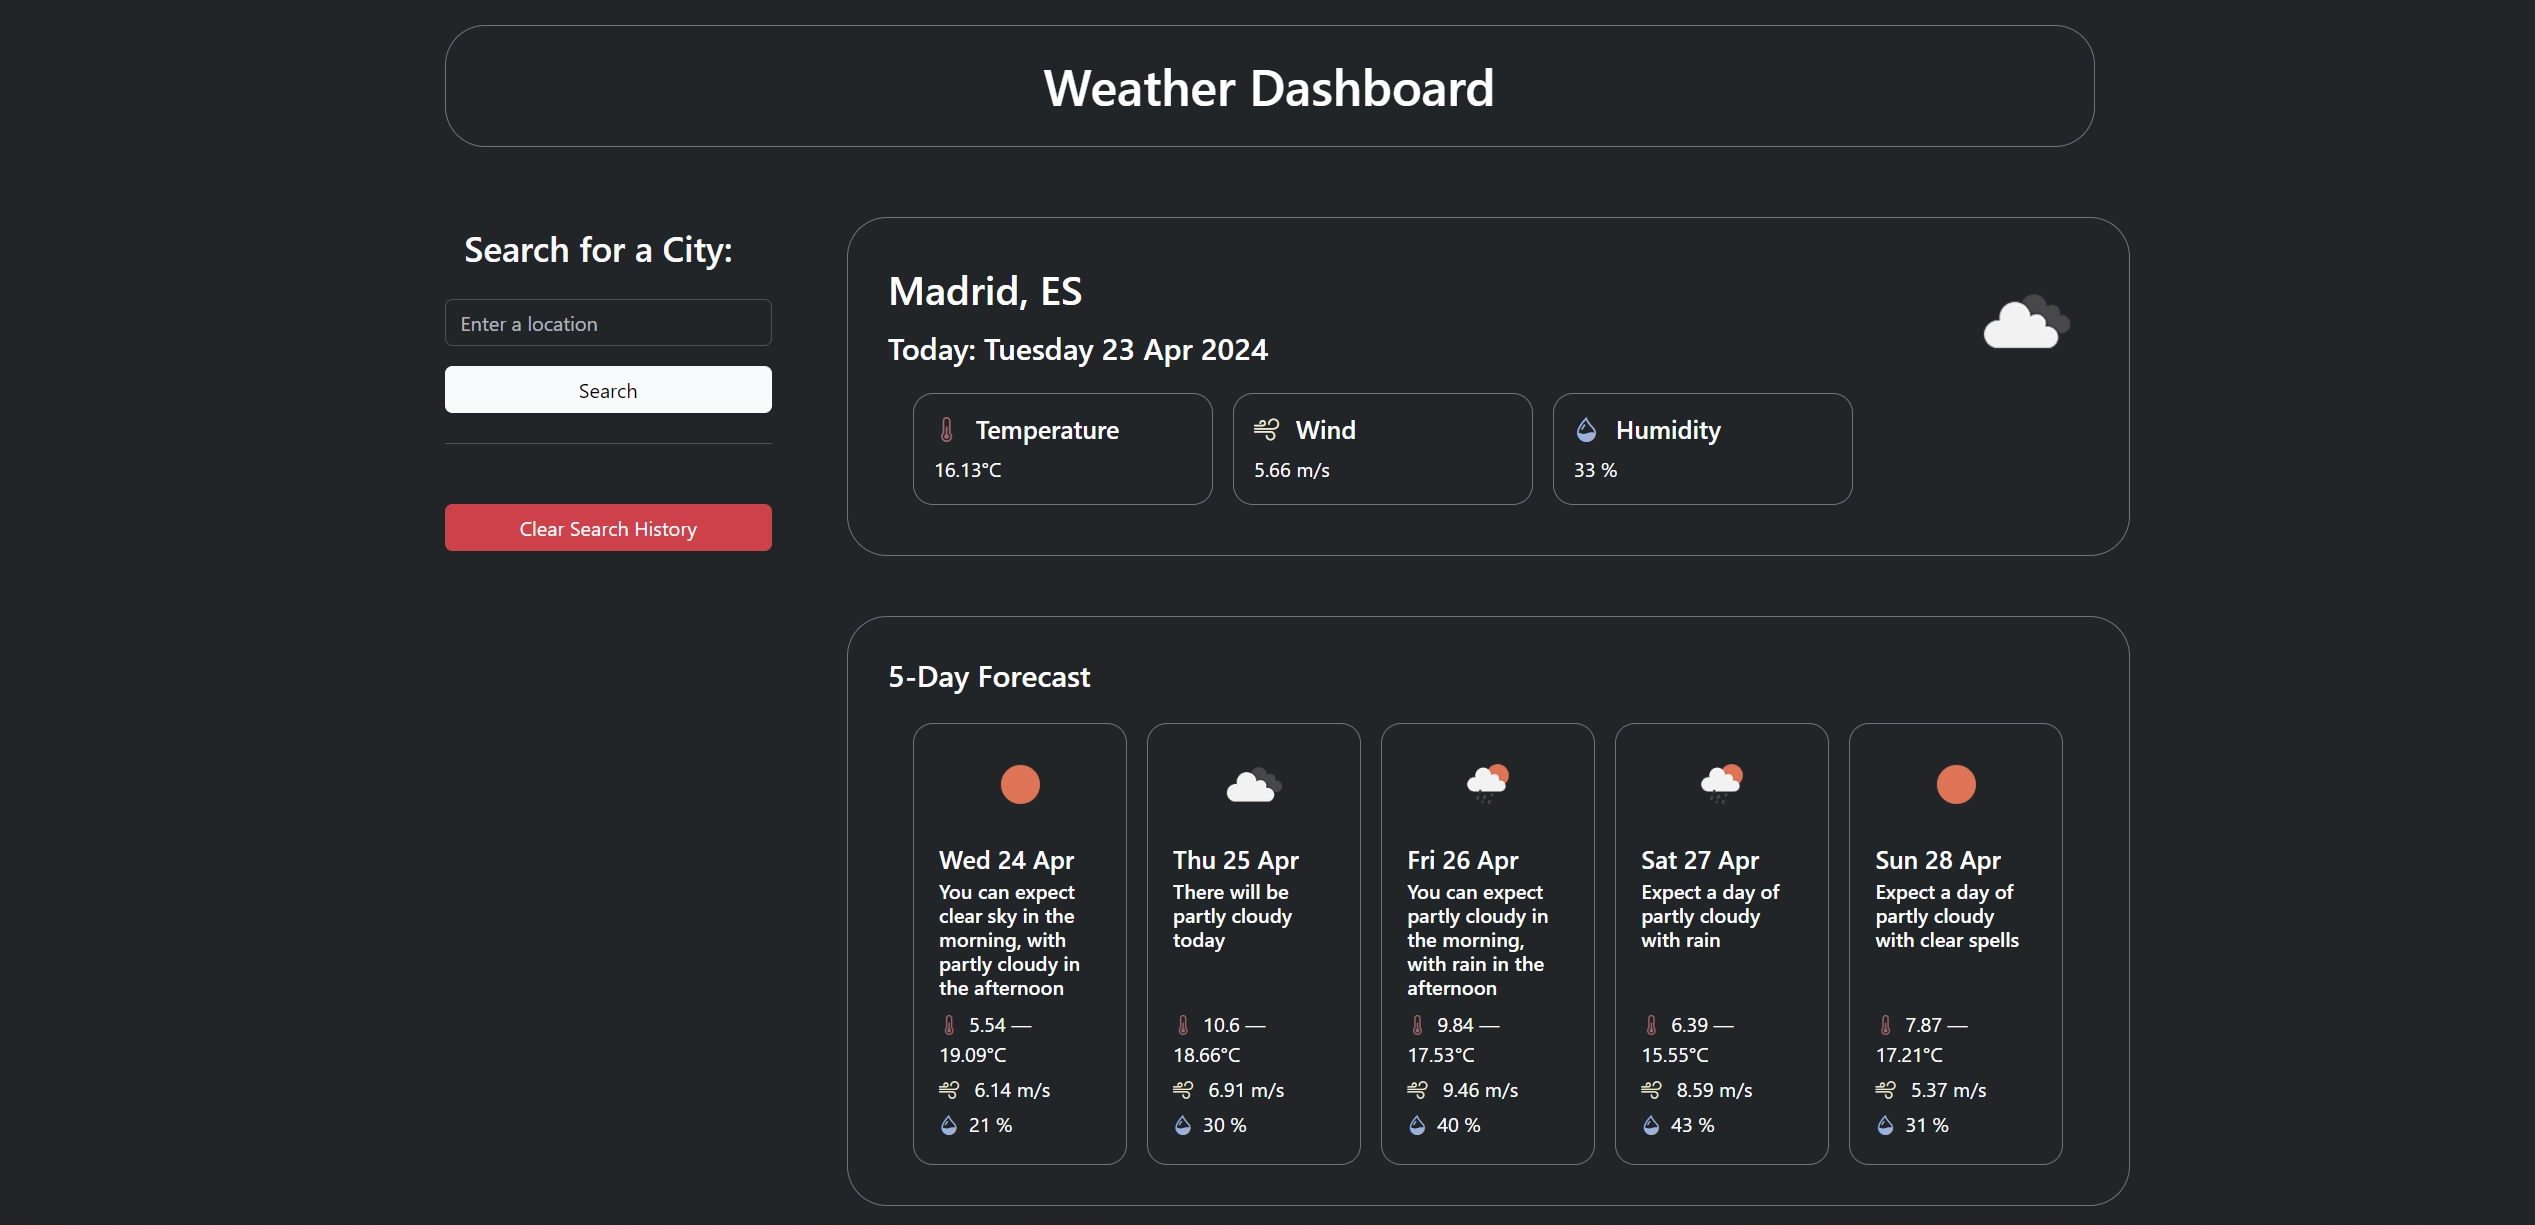 Weather Dashboard
Search for a City:
Enter a location
Search
Clear Search History
Madrid, ES
Today: Tuesday 23 Apr 2024
Temperature
16.13°C
Wind
5.66 m/s
Humidity
33 %
5-Day Forecast
Wed 24 Apr
You can expect
clear sky in the
morning, with
partly cloudy in
the afternoon
5.54 —
19.09°C
6.14 m/s
21 %
Thu 25 Apr
There will be
partly cloudy
today
10.6 —
18.66°C
6.91 m/s
30 %
Fri 26 Apr
You can expect
partly cloudy in
the morning,
with rain in the
afternoon
9.84 —
17.53°C
9.46 m/s
40 %
Sat 27 Apr
Expect a day of
partly cloudy
with rain
6.39 —
15.55°C
8.59 m/s
43 %
Sun 28 Apr
Expect a day of
partly cloudy
with clear spells
7.87 —
17.21°C
5.37 m/s
31 %